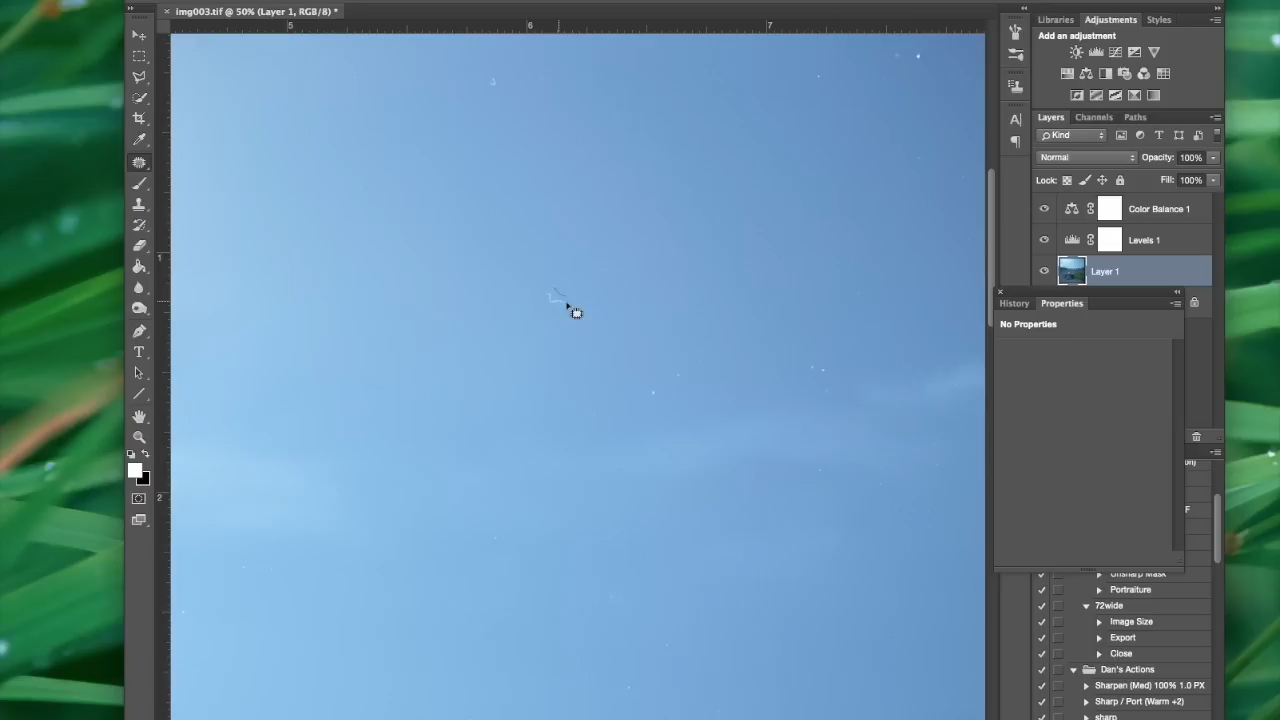 img003.tif @ 50% (Layer 1, RGB/8) *
5
6
7
1
2
Libraries
Adjustments
Styles
Add an adjustment
Layers
Channels
Paths
Kind
Normal
Opacity: 100%
Lock:
Fill: 100%
Color Balance 1
Levels 1
Layer 1
History
Properties
No Properties
Unsharp Mask
Portraiture
72wide
Image Size
Export
Close
Dan's Actions
Sharpen (Med) 100% 1.0 PX
Sharp / Port (Warm +2)
sharp